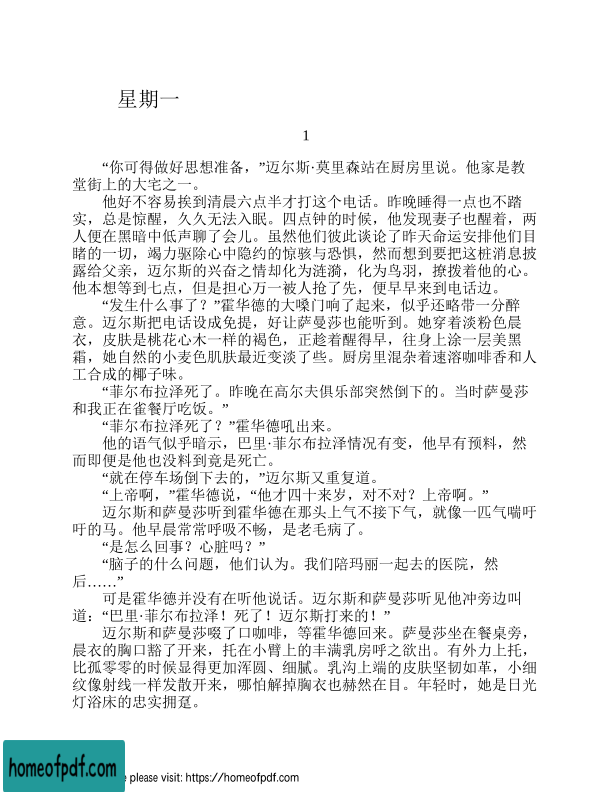 星期一
1
“你可得做好思想准备，”迈尔斯·莫里森站在厨房里说。他家是教
堂街上的大宅之一。
他好不容易挨到清晨六点半才打这个电话。昨晚睡得一点也不踏
实，总是惊醒，久久无法入眠。四点钟的时候，他发现妻子也醒着，两
人便在黑暗中低声聊了会儿。虽然他们彼此谈论了昨天命运安排他们目
睹的一切，竭力驱除心中隐约的惊骇与恐惧，然而想到要把这桩消息披
露给父亲，迈尔斯的兴奋之情却化为涟漪，化为鸟羽，撩拨着他的心。
他本想等到七点，但是担心万一被人抢了先，便早早来到电话边。
“发生什么事了？”霍华德的大嗓门响了起来，似乎还略带一分醉
意。迈尔斯把电话设成免提，好让萨曼莎也能听到。她穿着淡粉色晨
衣，皮肤是桃花心木一样的褐色，正趁着醒得早，往身上涂一层美黑
霜，她自然的小麦色肌肤最近变淡了些。厨房里混杂着速溶咖啡香和人
工合成的椰子味。
“菲尔布拉泽死了。昨晚在高尔夫俱乐部突然倒下的。当时萨曼莎
和我正在雀餐厅吃饭。”
“菲尔布拉泽死了？”霍华德吼出来。
他的语气似乎暗示，巴里·菲尔布拉泽情况有变，他早有预料，然
而即便是他也没料到竟是死亡。
“就在停车场倒下去的，”迈尔斯又重复道。
“上帝啊，”霍华德说，“他才四十来岁，对不对？上帝啊。”
迈尔斯和萨曼莎听到霍华德在那头上气不接下气，就像一匹气喘吁
吁的马。他早晨常常呼吸不畅，是老毛病了。
“是怎么回事？心脏吗？”
“脑子的什么问题，他们认为。我们陪玛丽一起去的医院，然
后……”
可是霍华德并没有在听他说话。迈尔斯和萨曼莎听见他冲旁边叫
道：“巴里·菲尔布拉泽！死了！迈尔斯打来的！”
迈尔斯和萨曼莎啜了口咖啡，等霍华德回来。萨曼莎坐在餐桌旁，
晨衣的胸口豁了开来，托在小臂上的丰满乳房呼之欲出。有外力上托，
比孤零零的时候显得更加浑圆、细腻。乳沟上端的皮肤坚韧如革，小细
纹像射线一样发散开来，哪怕解掉胸衣也赫然在目。年轻时，她是日光
灯浴床的忠实拥趸。
homeofpdf.com
e please visit: https://homeofpdf.com